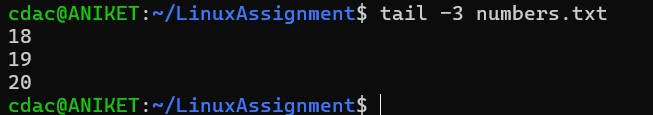 cdac@ANIKET:~/LinuxAssignment$ tail -3 numbers.txt
18
19
20
cdac@ANIKET:~/LinuxAssignment$